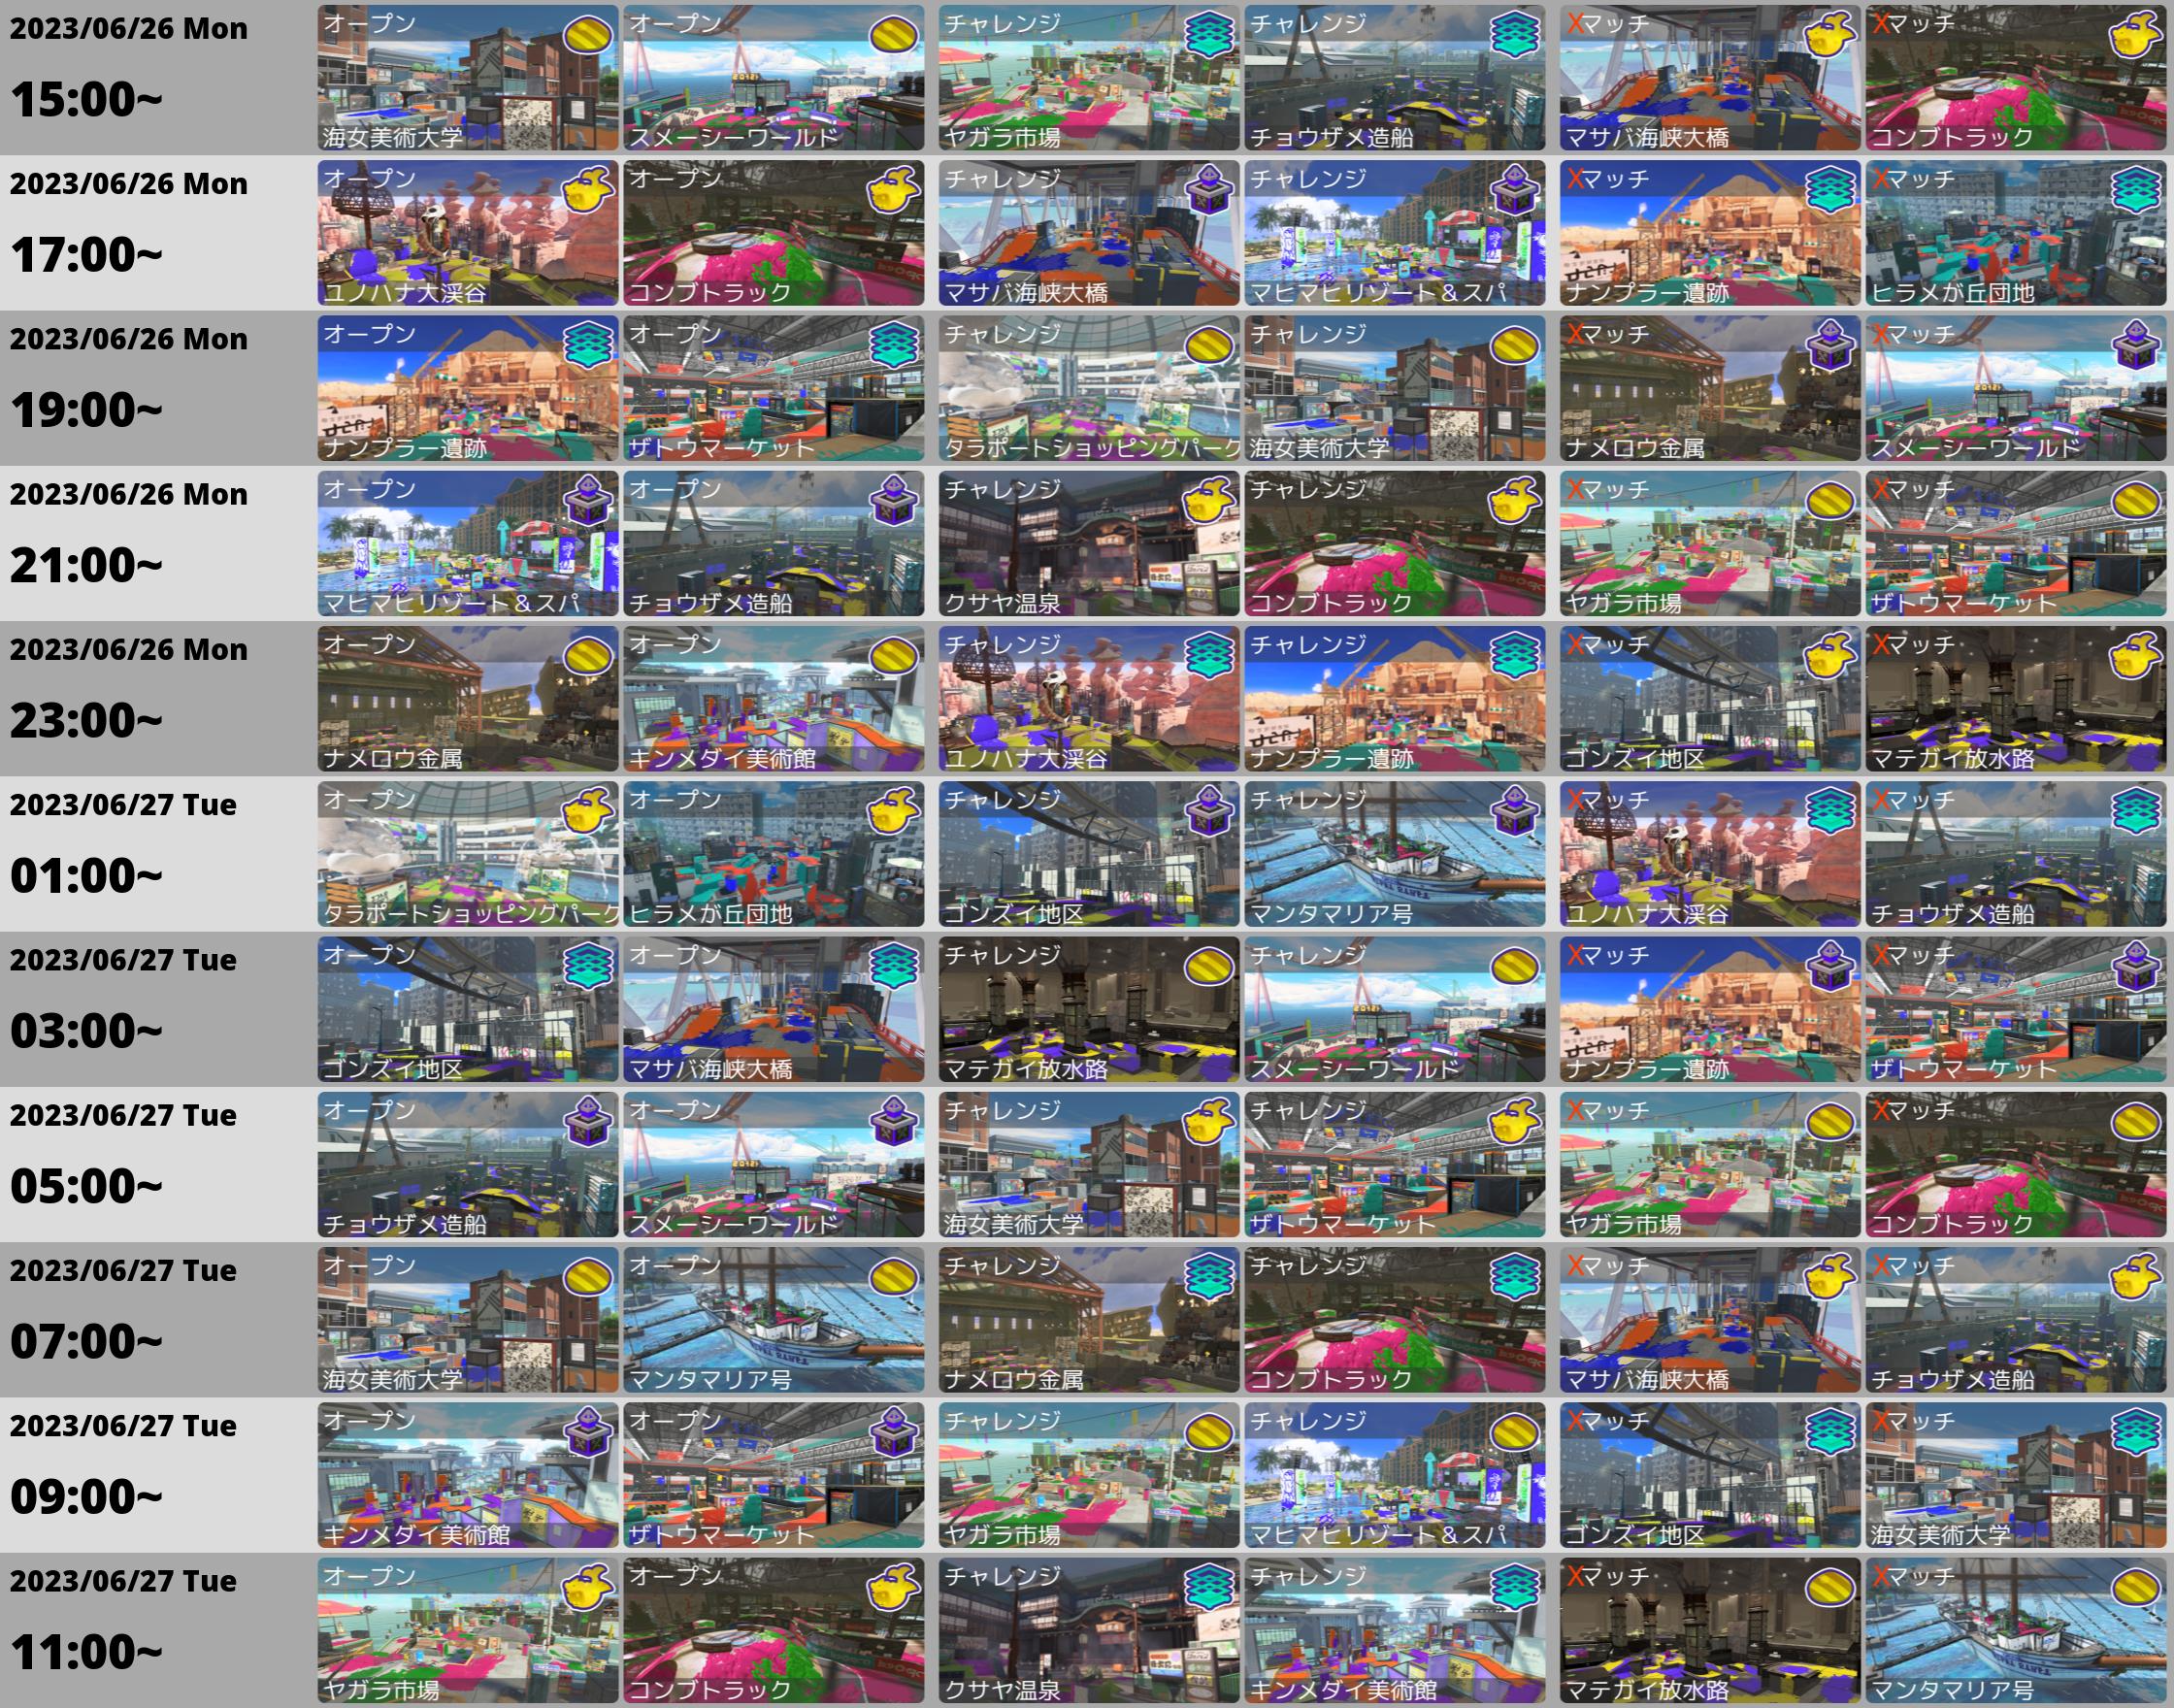 2023/06/26 Mon
15:00~
オープン オープン チャレンジ チャレンジ Xマッチ Xマッチ
海女美術大学 スメーシーワールド ヤガラ市場 チョウザメ造船 マサバ海峡大橋 コンブトラック
2023/06/26 Mon
17:00~
オープン オープン チャレンジ チャレンジ Xマッチ Xマッチ
ユノハナ大渓谷 コンブトラック マサバ海峡大橋 マヒマヒリゾート＆スパ ナンプラー遺跡 ヒラメが丘団地
2023/06/26 Mon
19:00~
オープン オープン チャレンジ チャレンジ Xマッチ Xマッチ
ナンプラー遺跡 ザトウマーケット タラポートショッピングパーク 海女美術大学 ナメロウ金属 スメーシーワールド
2023/06/26 Mon
21:00~
オープン オープン チャレンジ チャレンジ Xマッチ Xマッチ
マヒマヒリゾート＆スパ チョウザメ造船 クサヤ温泉 コンブトラック ヤガラ市場 ザトウマーケット
2023/06/26 Mon
23:00~
オープン オープン チャレンジ チャレンジ Xマッチ Xマッチ
ナメロウ金属 キンメダイ美術館 ユノハナ大渓谷 ナンプラー遺跡 ゴンズイ地区 マテガイ放水路
2023/06/27 Tue
01:00~
オープン オープン チャレンジ チャレンジ Xマッチ Xマッチ
タラポートショッピングパーク ヒラメが丘団地 ゴンズイ地区 マンタマリア号 ユノハナ大渓谷 チョウザメ造船
2023/06/27 Tue
03:00~
オープン オープン チャレンジ チャレンジ Xマッチ Xマッチ
ゴンズイ地区 マサバ海峡大橋 マテガイ放水路 スメーシーワールド ナンプラー遺跡 ザトウマーケット
2023/06/27 Tue
05:00~
オープン オープン チャレンジ チャレンジ Xマッチ Xマッチ
チョウザメ造船 スメーシーワールド 海女美術大学 ザトウマーケット ヤガラ市場 コンブトラック
2023/06/27 Tue
07:00~
オープン オープン チャレンジ チャレンジ Xマッチ Xマッチ
海女美術大学 マンタマリア号 ナメロウ金属 コンブトラック マサバ海峡大橋 チョウザメ造船
2023/06/27 Tue
09:00~
オープン オープン チャレンジ チャレンジ Xマッチ Xマッチ
キンメダイ美術館 ザトウマーケット ヤガラ市場 マヒマヒリゾート＆スパ ゴンズイ地区 海女美術大学
2023/06/27 Tue
11:00~
オープン オープン チャレンジ チャレンジ Xマッチ Xマッチ
ヤガラ市場 コンブトラック クサヤ温泉 キンメダイ美術館 マテガイ放水路 マンタマリア号